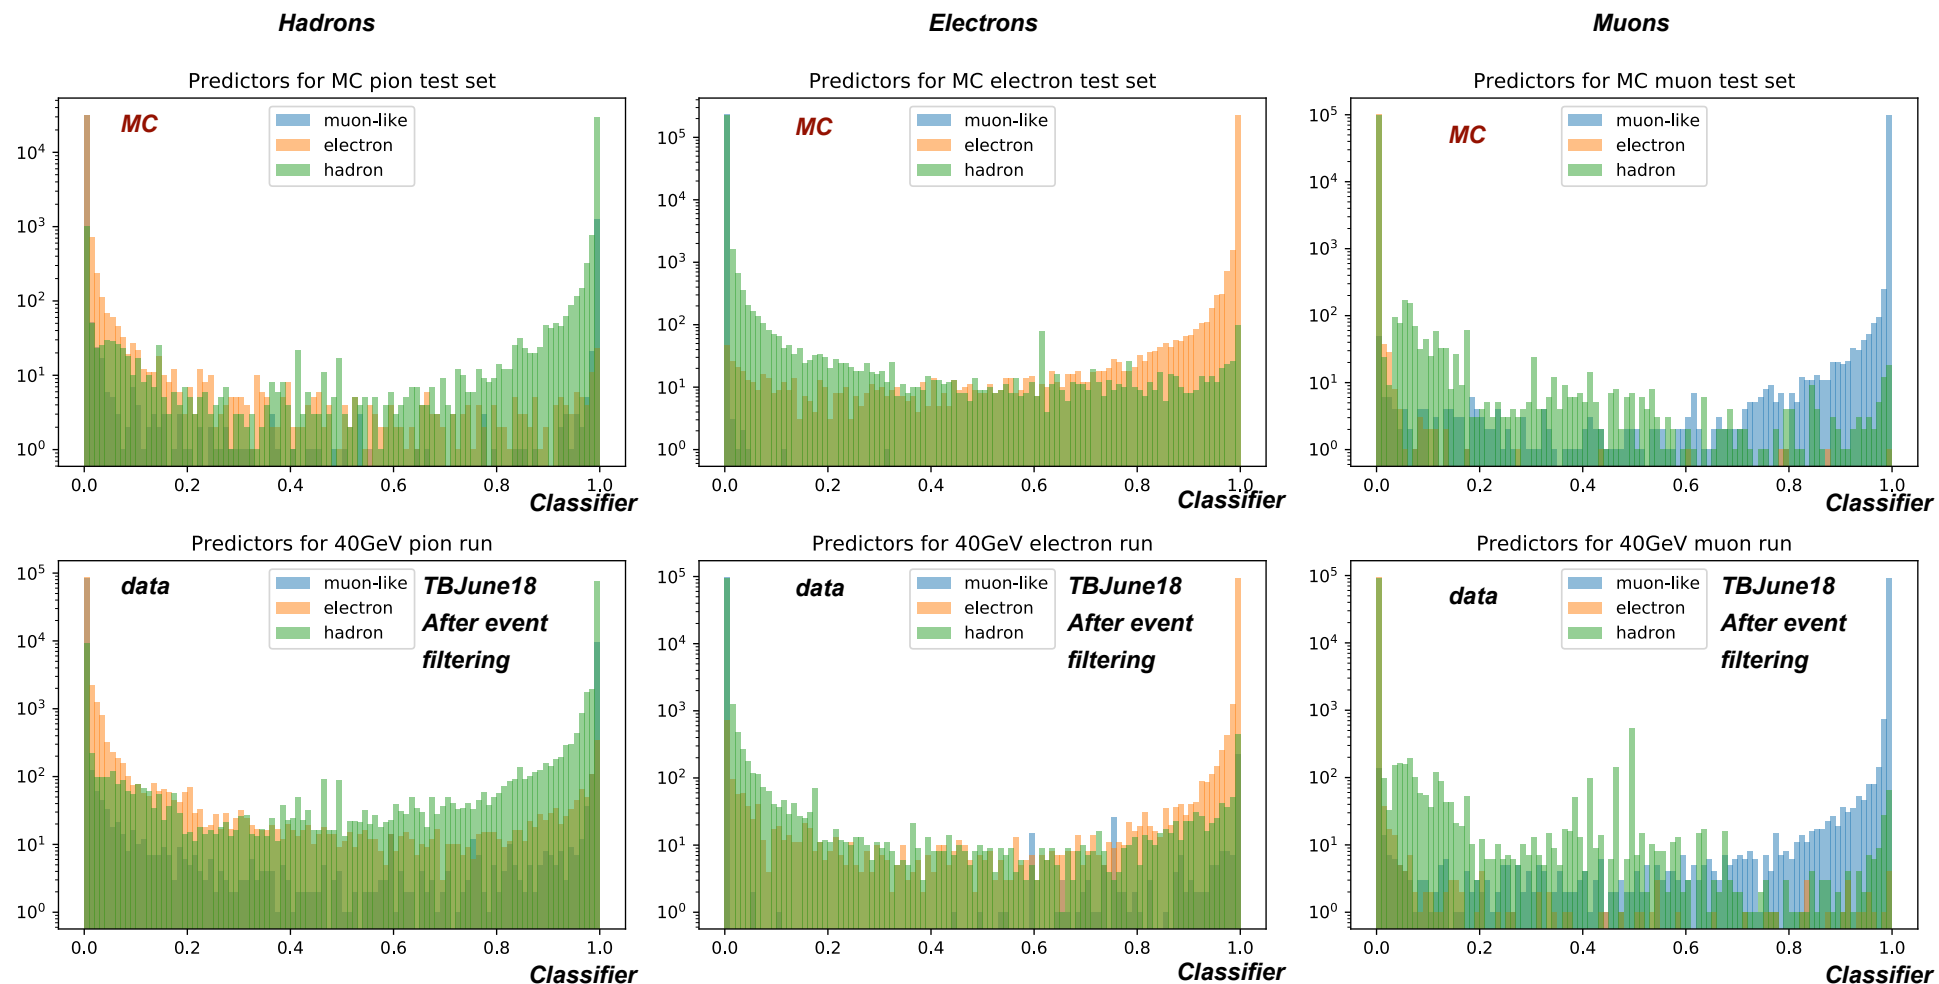 Hadrons
Electrons
Muons
Predictors for MC pion test set
MC
muon-like
electron
hadron
10^4
10^3
10^2
10^1
10^0
0.0 0.2 0.4 0.6 0.8 1.0
Classifier
Predictors for MC electron test set
MC
muon-like
electron
hadron
10^5
10^4
10^3
10^2
10^1
10^0
0.0 0.2 0.4 0.6 0.8 1.0
Classifier
Predictors for MC muon test set
MC
muon-like
electron
hadron
10^5
10^4
10^3
10^2
10^1
10^0
0.0 0.2 0.4 0.6 0.8 1.0
Classifier
Predictors for 40GeV pion run
data
muon-like
electron
hadron
TBJune18
After event
filtering
10^5
10^4
10^3
10^2
10^1
10^0
0.0 0.2 0.4 0.6 0.8 1.0
Classifier
Predictors for 40GeV electron run
data
muon-like
electron
hadron
TBJune18
After event
filtering
10^5
10^4
10^3
10^2
10^1
10^0
0.0 0.2 0.4 0.6 0.8 1.0
Classifier
Predictors for 40GeV muon run
data
muon-like
electron
hadron
TBJune18
After event
filtering
10^5
10^4
10^3
10^2
10^1
10^0
0.0 0.2 0.4 0.6 0.8 1.0
Classifier